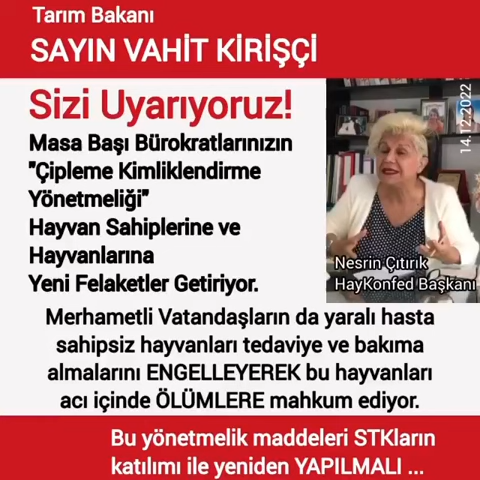 Tarım Bakanı
SAYIN VAHİT KİRİŞÇİ
Sizi Uyarıyoruz!
Masa Başı Bürokratlarınızın
"Çipleme Kimliklendirme
Yönetmeliği"
Hayvan Sahiplerine ve
Hayvanlarına
Yeni Felaketler Getiriyor.
14.12.2022
Nesrin Çıtırık
HayKonfed Başkanı
Merhametli Vatandaşların da yaralı hasta
sahipsiz hayvanları tedaviye ve bakıma
almalarını ENGELLEYEREK bu hayvanları
acı içinde ÖLÜMLERE mahkum ediyor.
Bu yönetmelik maddeleri STKların
katılımı ile yeniden YAPILMALI ...